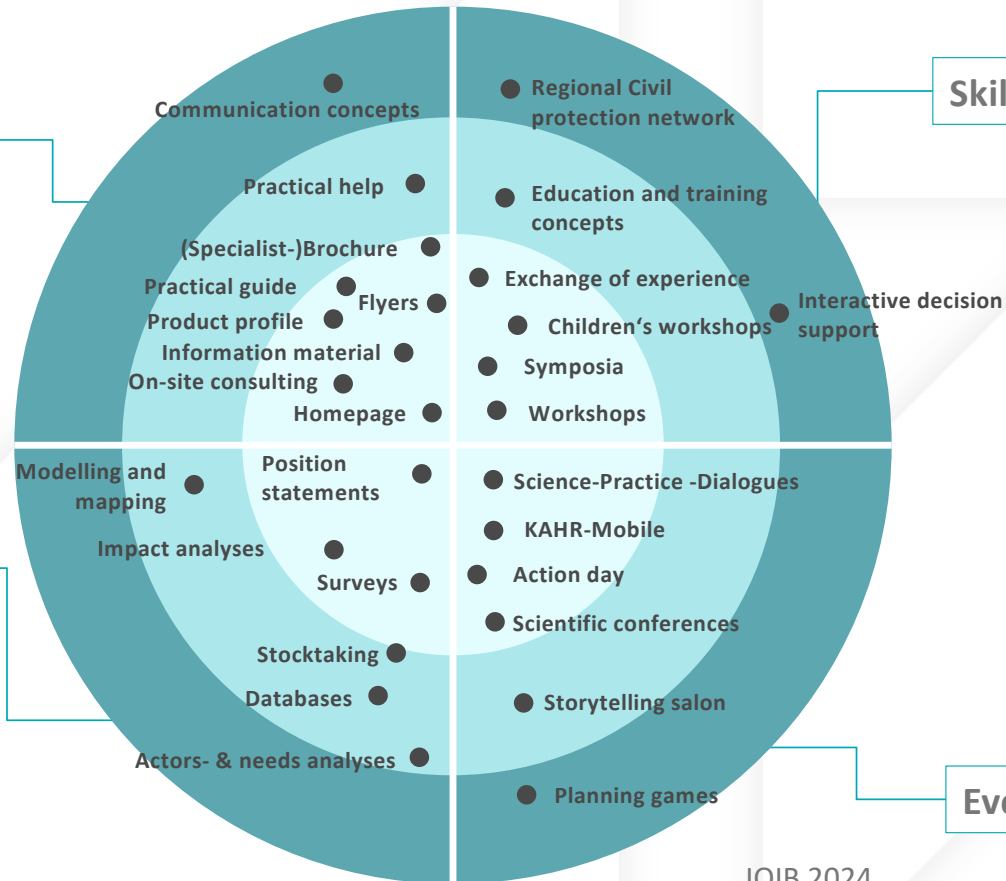 Communication concepts
Practical help
(Specialist-)Brochure
Practical guide
Flyers
Product profile
Information material
On-site consulting
Homepage
Regional Civil
protection network
Education and training
concepts
Exchange of experience
Children‘s workshops
Interactive decision
support
Symposia
Workshops
Skil
Modelling and
mapping
Position
statements
Impact analyses
Surveys
Stocktaking
Databases
Actors- & needs analyses
Science-Practice -Dialogues
KAHR-Mobile
Action day
Scientific conferences
Storytelling salon
Planning games
Eve